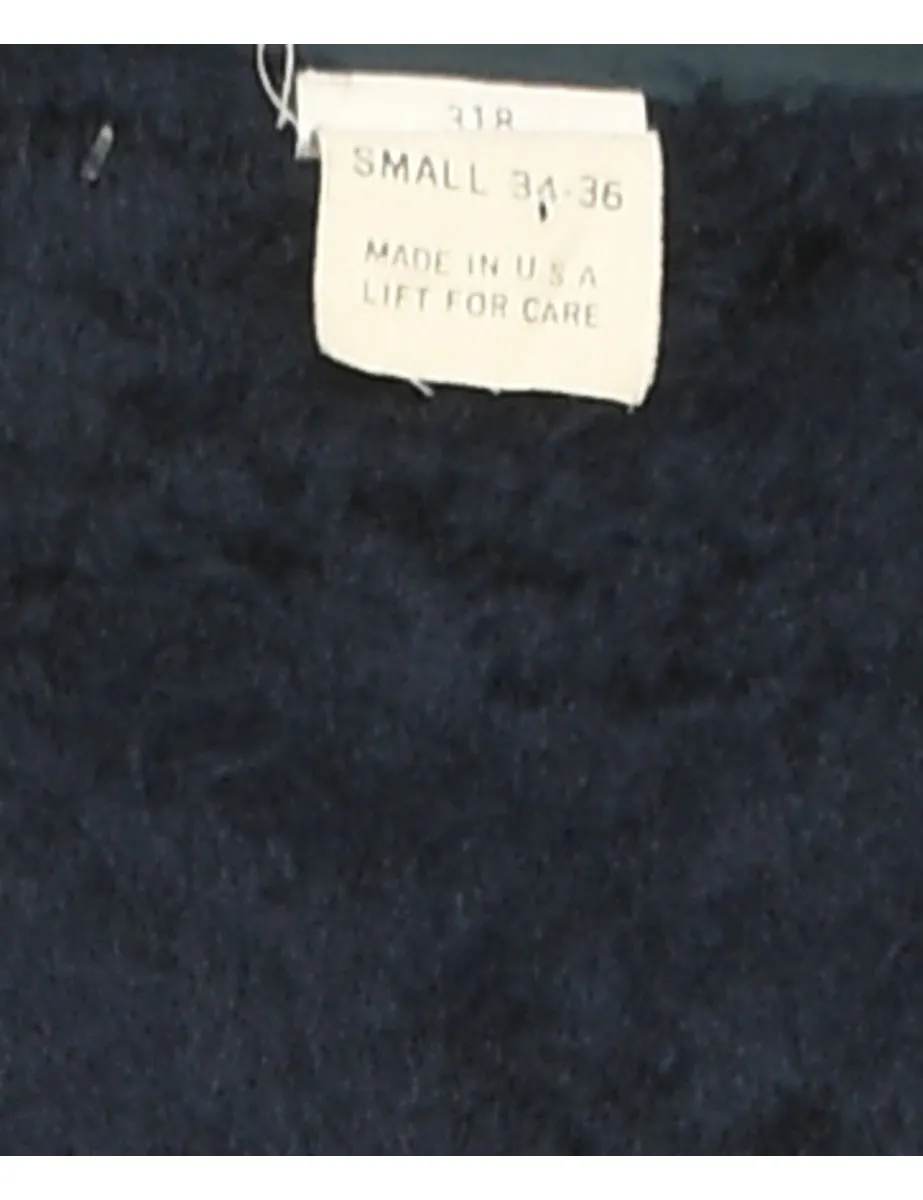 318
SMALL 34-36
MADE IN U S A
LIFT FOR CARE